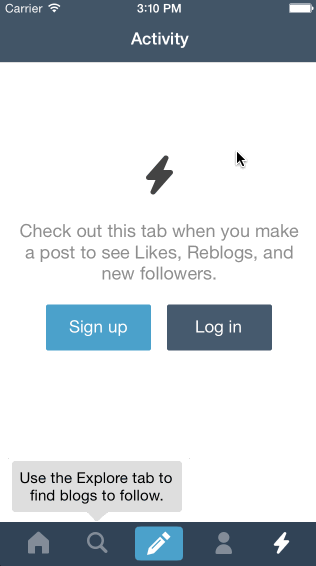 Carrier 3:10 PM
Activity
Check out this tab when you make
a post to see Likes, Reblogs, and
new followers.
Sign up Log in
Use the Explore tab to
find blogs to follow.